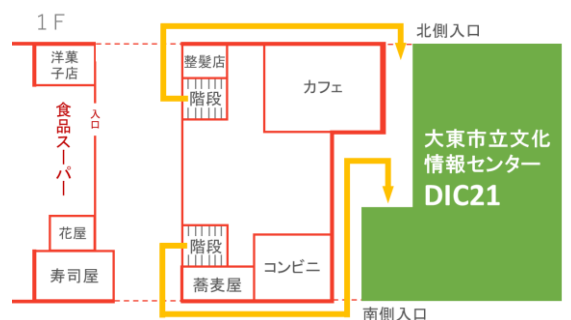 1F
北側入口
洋菓
子店
整髪店
カフェ
階段
入口
食品スーパー
大東市立文化
情報センター
DIC21
花屋
階段
寿司屋
蕎麦屋
コンビニ
南側入口